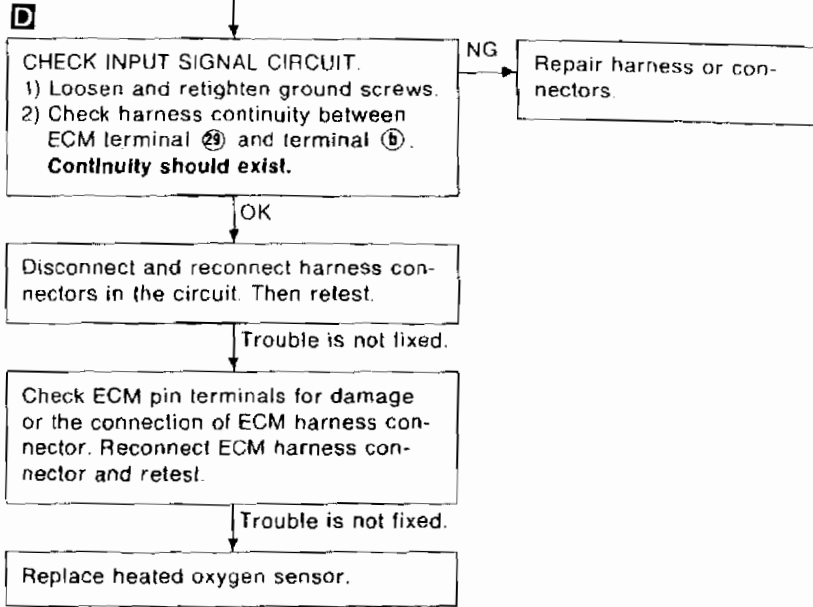 D
CHECK INPUT SIGNAL CIRCUIT.
1) Loosen and retighten ground screws.
2) Check harness continuity between
ECM terminal ㉙ and terminal ⓑ.
Continuity should exist.
NG
Repair harness or con-
nectors.
OK
Disconnect and reconnect harness con-
nectors in the circuit. Then retest.
Trouble is not fixed.
Check ECM pin terminals for damage
or the connection of ECM harness con-
nector. Reconnect ECM harness con-
nector and retest.
Trouble is not fixed.
Replace heated oxygen sensor.